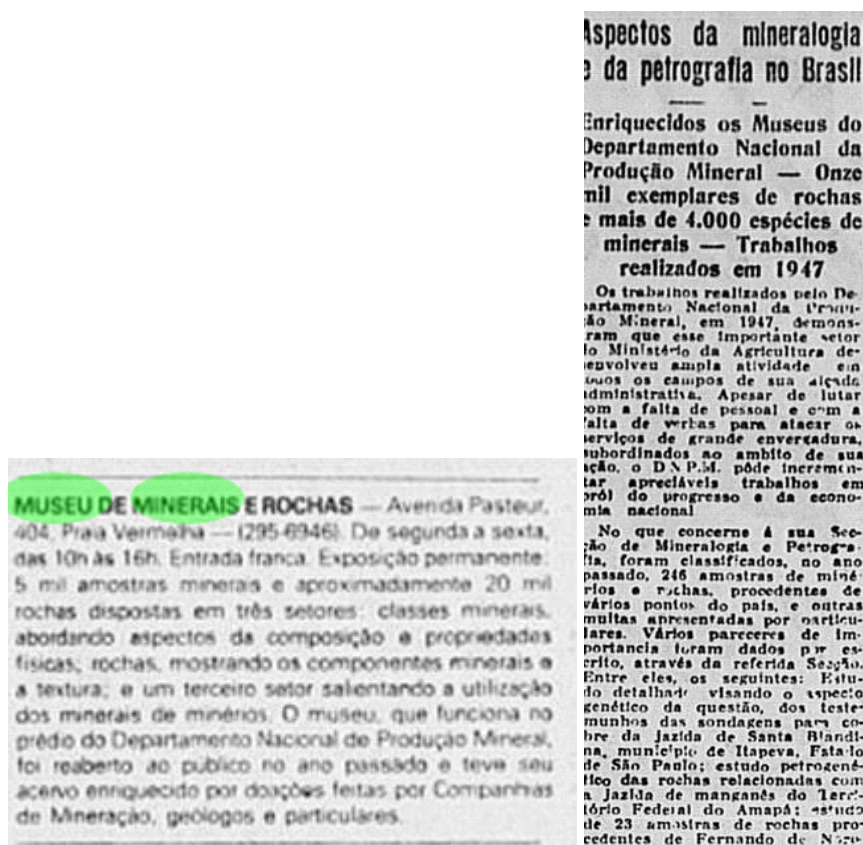 MUSEU DE MINERAIS E ROCHAS — Avenida Pasteur,
404, Praia Vermelha — (295-6946). De segunda a sexta,
das 10h às 16h. Entrada franca. Exposição permanente:
5 mil amostras minerais e aproximadamente 20 mil
rochas dispostas em três setores: classes minerais,
abordando aspectos da composição e propriedades
físicas; rochas, mostrando os componentes minerais e
a textura; e um terceiro setor salientando a utilização
dos minerais de minérios. O museu, que funciona no
prédio do Departamento Nacional de Produção Mineral,
foi reaberto ao público no ano passado e teve seu
acervo enriquecido por doações feitas por Companhias
de Mineração, geólogos e particulares.
Aspectos da mineralogia
e da petrografia no Brasil
Enriquecidos os Museus do
Departamento Nacional da
Produção Mineral — Onze
mil exemplares de rochas
e mais de 4.000 espécies de
minerais — Trabalhos
realizados em 1947
Os trabalhos realizados pelo De-
partamento Nacional da Produ-
ção Mineral, em 1947, demons-
tram que esse importante setor
do Ministério da Agricultura de-
senvolveu ampla atividade em
todos os campos de sua alçada
administrativa. Apesar de lutar
com a falta de pessoal e com a
falta de verbas para atacar os
serviços de grande envergadura,
subordinados ao ambito de sua
ação, o D.N.P.M. pôde incremen-
tar apreciáveis trabalhos em
pról do progresso e da econo-
mia nacional
No que concerne á sua Sec-
ção de Mineralogia e Petrogra-
fia, foram classificados, no ano
passado, 246 amostras de miné-
rios e rochas, procedentes de
vários pontos do país, e outras
muitas apresentadas por particu-
lares. Vários pareceres de im-
portancia foram dados por es-
crito, através da referida Secção.
Entre eles, os seguintes: Estu-
do detalhado visando o aspecto
genético da questão, dos teste-
munhos das sondagens para co-
bre da jazida de Santa Blandi-
na, município de Itapeva, Estado
de São Paulo; estudo petrogené-
tico das rochas relacionadas com
a jazida de manganês do Terri-
tório Federal do Amapá; estudo
de 23 amostras de rochas pro-
cedentes de Fernando de Noro-